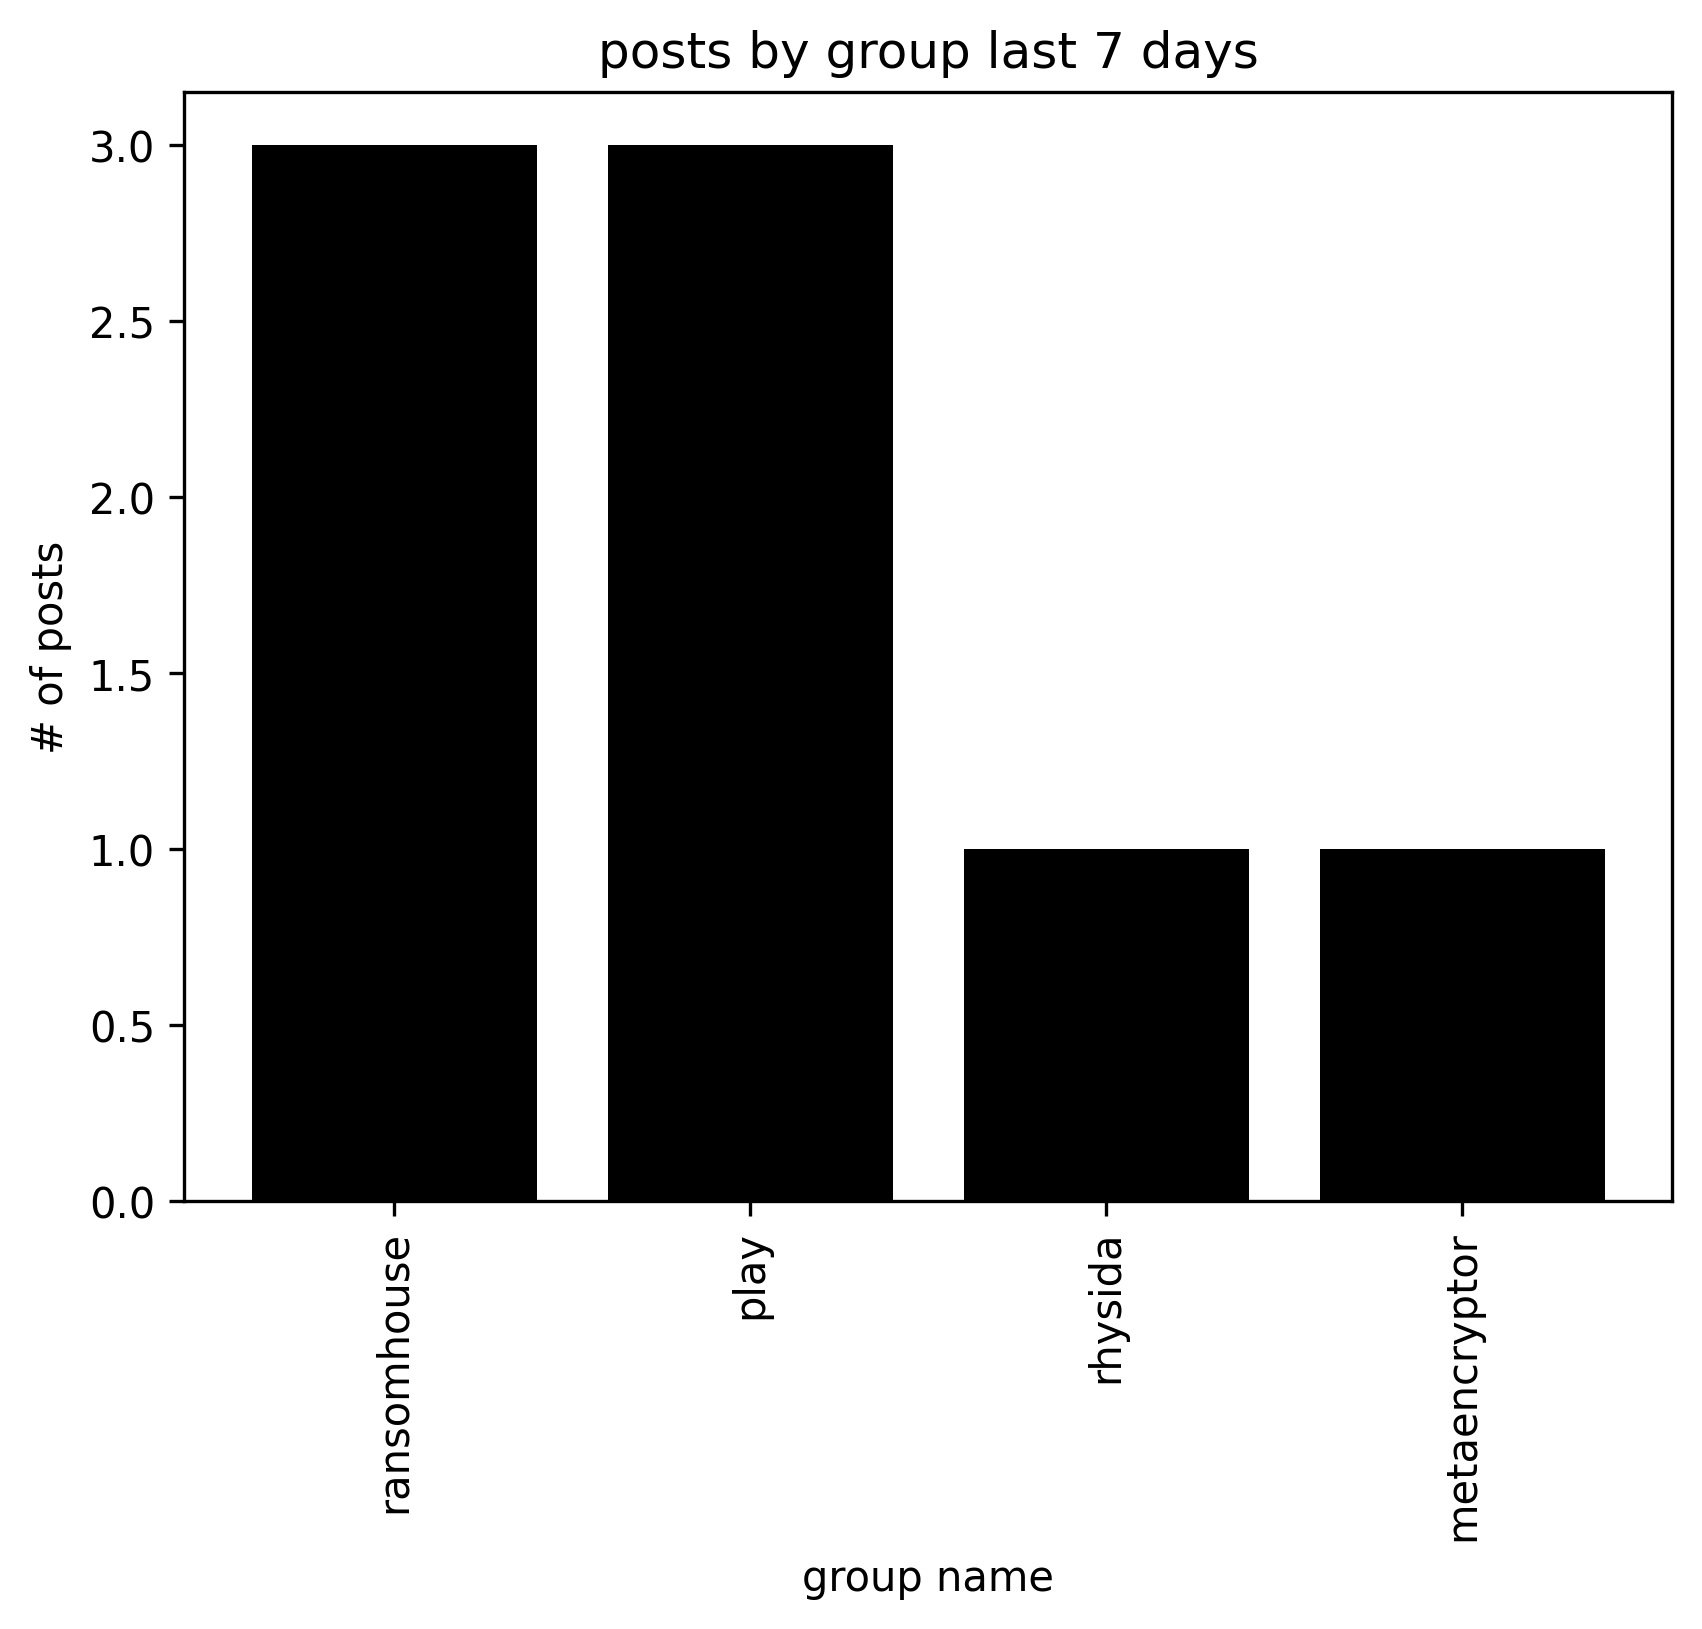 posts by group last 7 days
3.0
2.5
2.0
1.5
1.0
0.5
0.0
# of posts
ransomhouse
play
rhysida
metaencryptor
group name